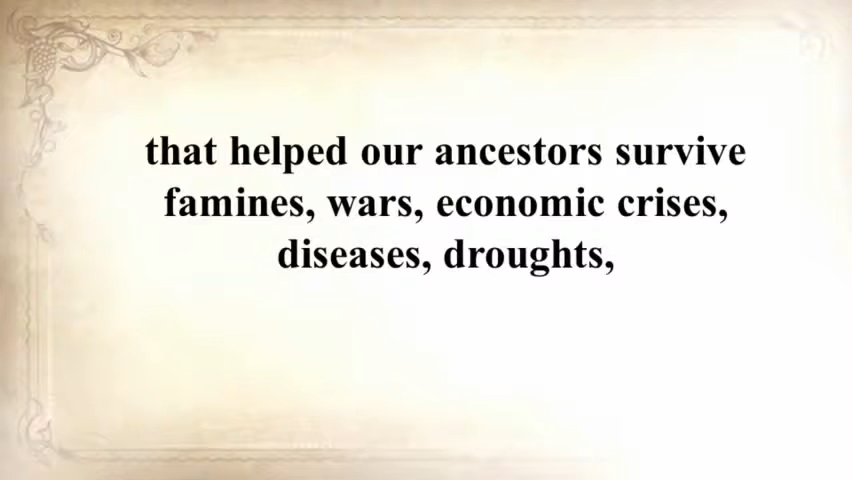 that helped our ancestors survive
famines, wars, economic crises,
diseases, droughts,